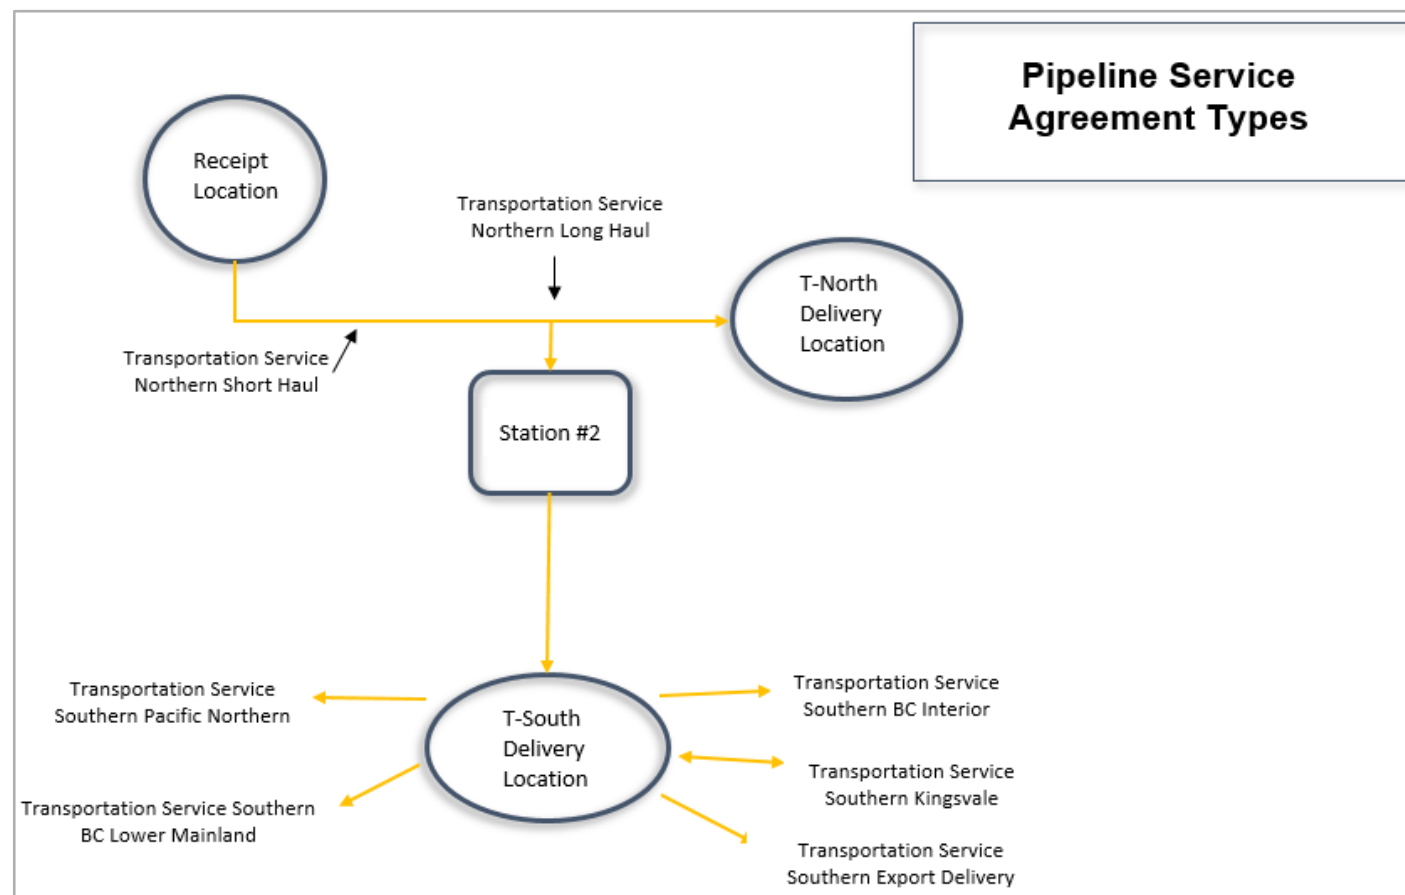 Pipeline Service
Agreement Types
Receipt
Location
Transportation Service
Northern Long Haul
T-North
Delivery
Location
Transportation Service
Northern Short Haul
Station #2
Transportation Service
Southern Pacific Northern
T-South
Delivery
Location
Transportation Service
Southern BC Interior
Transportation Service
Southern Kingsvale
Transportation Service Southern
BC Lower Mainland
Transportation Service
Southern Export Delivery